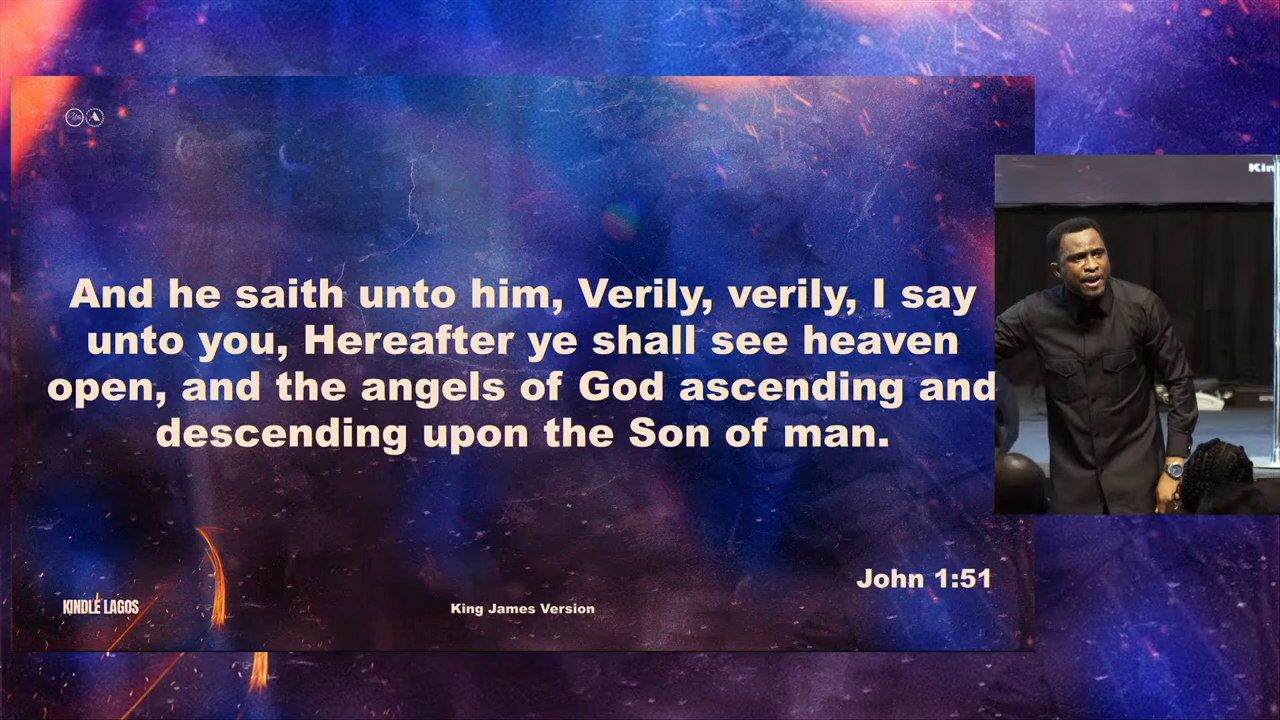 Kin
And he saith unto him, Verily, verily, I say
unto you, Hereafter ye shall see heaven
open, and the angels of God ascending and
descending upon the Son of man.
John 1:51
KINDLE LAGOS
King James Version